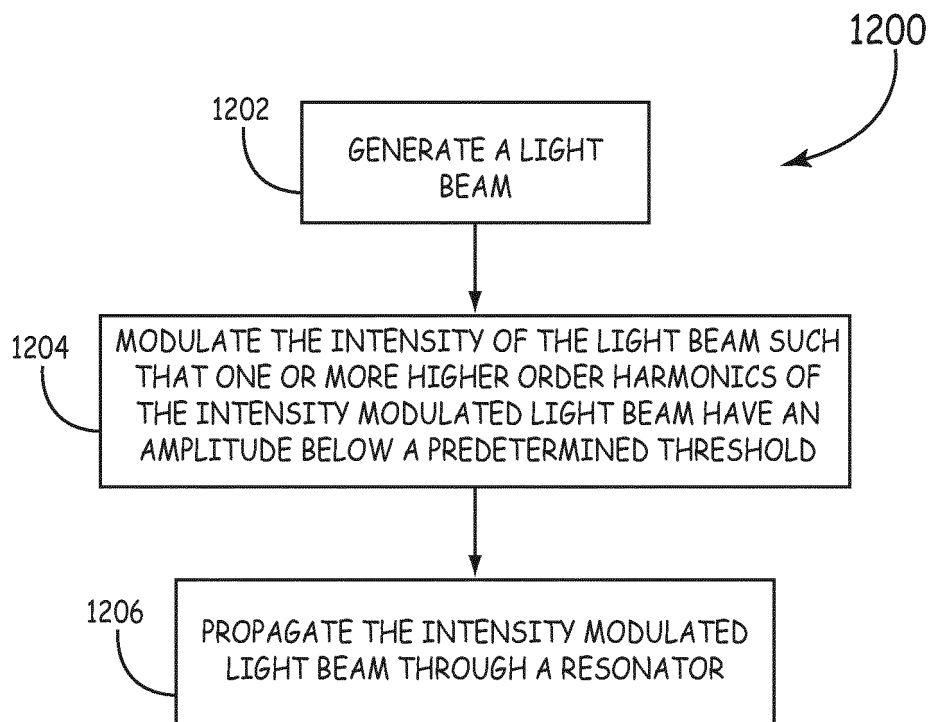 1200
1202
GENERATE A LIGHT
BEAM
1204
MODULATE THE INTENSITY OF THE LIGHT BEAM SUCH
THAT ONE OR MORE HIGHER ORDER HARMONICS OF
THE INTENSITY MODULATED LIGHT BEAM HAVE AN
AMPLITUDE BELOW A PREDETERMINED THRESHOLD
1206
PROPAGATE THE INTENSITY MODULATED
LIGHT BEAM THROUGH A RESONATOR